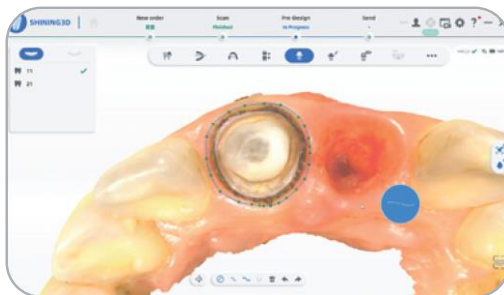 SHINING3D
New order
Scan
Finished
Pre-design
In Progress
Send
11
21